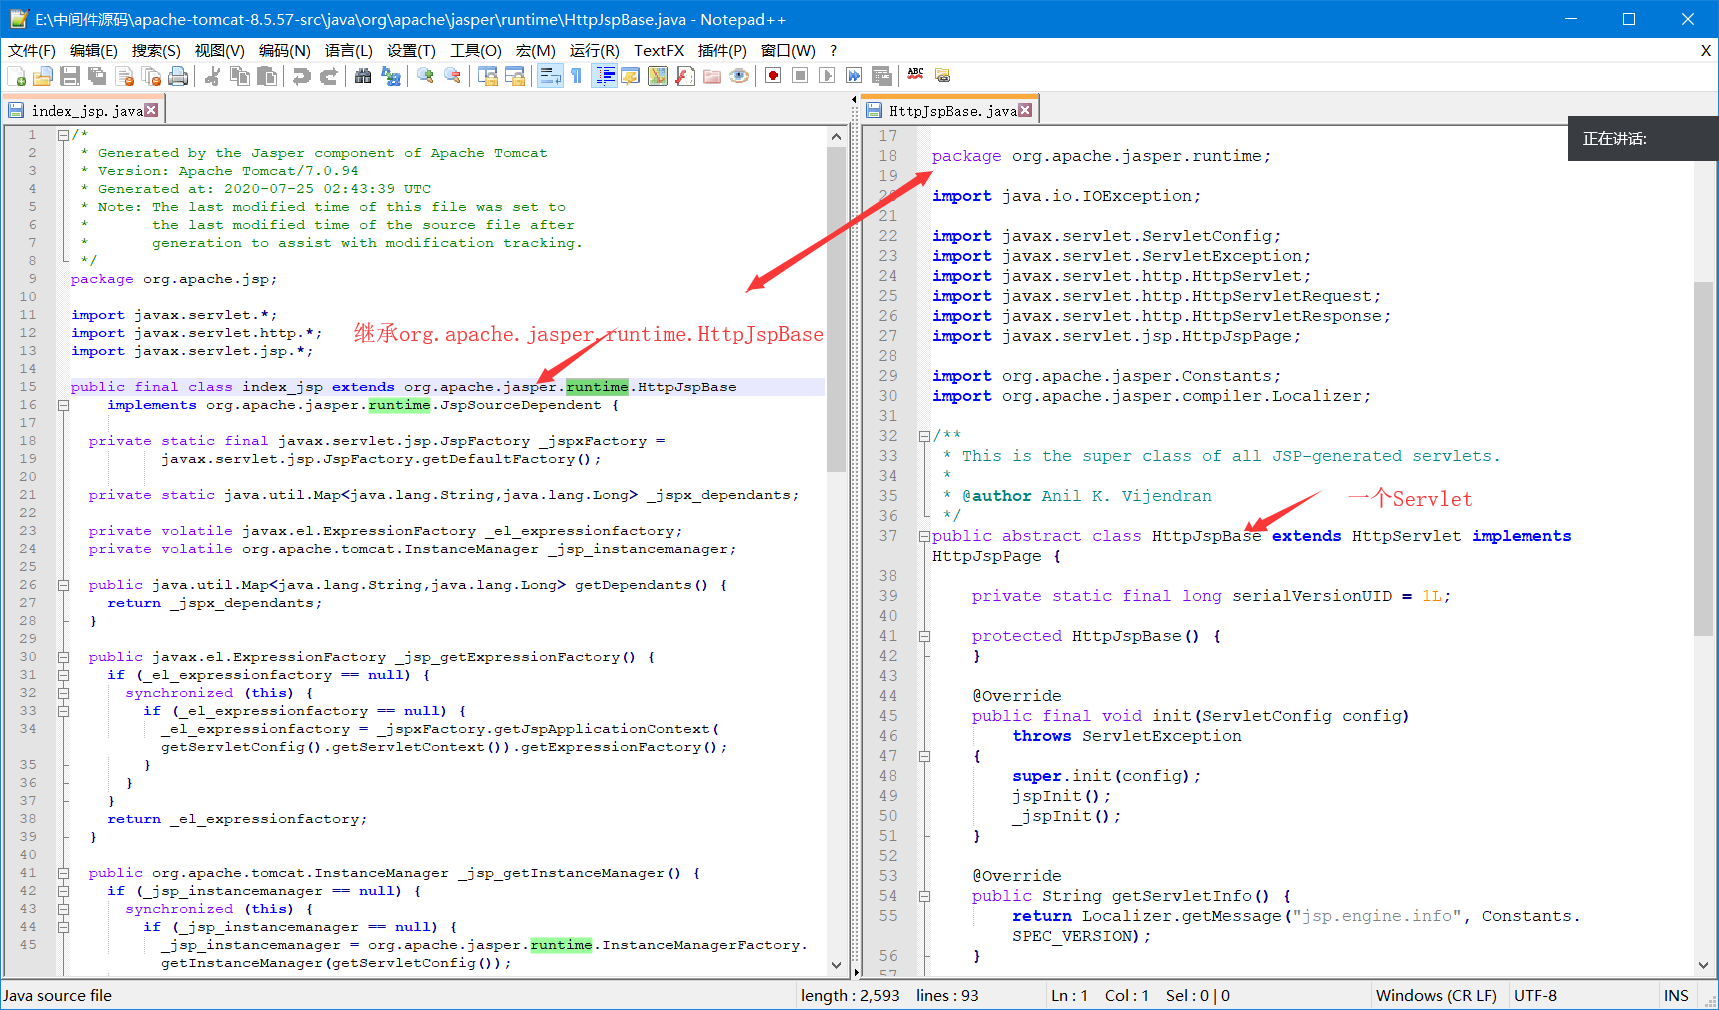 E:\中间件源码\apache-tomcat-8.5.57-src\java\org\apache\jasper\runtime\HttpJspBase.java - Notepad++
文件(F) 编辑(E) 搜索(S) 视图(V) 编码(N) 语言(L) 设置(T) 工具(O) 宏(M) 运行(R) TextFX 插件(P) 窗口(W) ? X
index_jsp.java
1 /*
2 * Generated by the Jasper component of Apache Tomcat
3 * Version: Apache Tomcat/7.0.94
4 * Generated at: 2020-07-25 02:43:39 UTC
5 * Note: The last modified time of this file was set to
6 * the last modified time of the source file after
7 * generation to assist with modification tracking.
8 */
9 package org.apache.jsp;
10
11 import javax.servlet.*;
12 import javax.servlet.http.*;
13 import javax.servlet.jsp.*;
继承org.apache.jasper.runtime.HttpJspBase
14
15 public final class index_jsp extends org.apache.jasper.runtime.HttpJspBase
16 implements org.apache.jasper.runtime.JspSourceDependent {
17
18 private static final javax.servlet.jsp.JspFactory _jspxFactory =
19 javax.servlet.jsp.JspFactory.getDefaultFactory();
20
21 private static java.util.Map<java.lang.String,java.lang.Long> _jspx_dependants;
22
23 private volatile javax.el.ExpressionFactory _el_expressionfactory;
24 private volatile org.apache.tomcat.InstanceManager _jsp_instancemanager;
25
26 public java.util.Map<java.lang.String,java.lang.Long> getDependants() {
27 return _jspx_dependants;
28 }
29
30 public javax.el.ExpressionFactory _jsp_getExpressionFactory() {
31 if (_el_expressionfactory == null) {
32 synchronized (this) {
33 if (_el_expressionfactory == null) {
34 _el_expressionfactory = _jspxFactory.getJspApplicationContext(
getServletConfig().getServletContext()).getExpressionFactory();
35 }
36 }
37 }
38 return _el_expressionfactory;
39 }
40
41 public org.apache.tomcat.InstanceManager _jsp_getInstanceManager() {
42 if (_jsp_instancemanager == null) {
43 synchronized (this) {
44 if (_jsp_instancemanager == null) {
45 _jsp_instancemanager = org.apache.jasper.runtime.InstanceManagerFactory.
getInstanceManager(getServletConfig());
HttpJspBase.java
正在讲话:
17
18 package org.apache.jasper.runtime;
19
20 import java.io.IOException;
21
22 import javax.servlet.ServletConfig;
23 import javax.servlet.ServletException;
24 import javax.servlet.http.HttpServlet;
25 import javax.servlet.http.HttpServletRequest;
26 import javax.servlet.http.HttpServletResponse;
27 import javax.servlet.jsp.HttpJspPage;
28
29 import org.apache.jasper.Constants;
30 import org.apache.jasper.compiler.Localizer;
31
32 /**
33 * This is the super class of all JSP-generated servlets.
34 *
35 * @author Anil K. Vijendran
一个Servlet
36 */
37 public abstract class HttpJspBase extends HttpServlet implements
HttpJspPage {
38
39 private static final long serialVersionUID = 1L;
40
41 protected HttpJspBase() {
42 }
43
44 @Override
45 public final void init(ServletConfig config)
46 throws ServletException
47 {
48 super.init(config);
49 jspInit();
50 _jspInit();
51 }
52
53 @Override
54 public String getServletInfo() {
55 return Localizer.getMessage("jsp.engine.info", Constants.
SPEC_VERSION);
56 }
57
Java source file length : 2,593 lines : 93 Ln : 1 Col : 1 Sel : 0 | 0 Windows (CR LF) UTF-8 INS